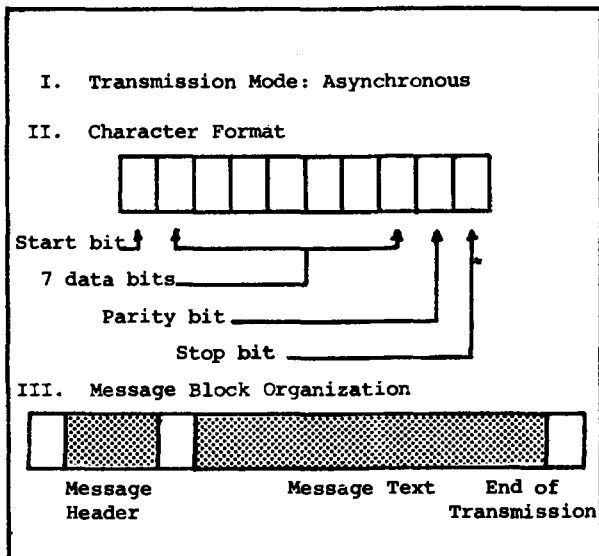 I. Transmission Mode: Asynchronous
II. Character Format
Start bit
7 data bits
Parity bit
Stop bit
III. Message Block Organization
Message Header
Message Text
End of Transmission